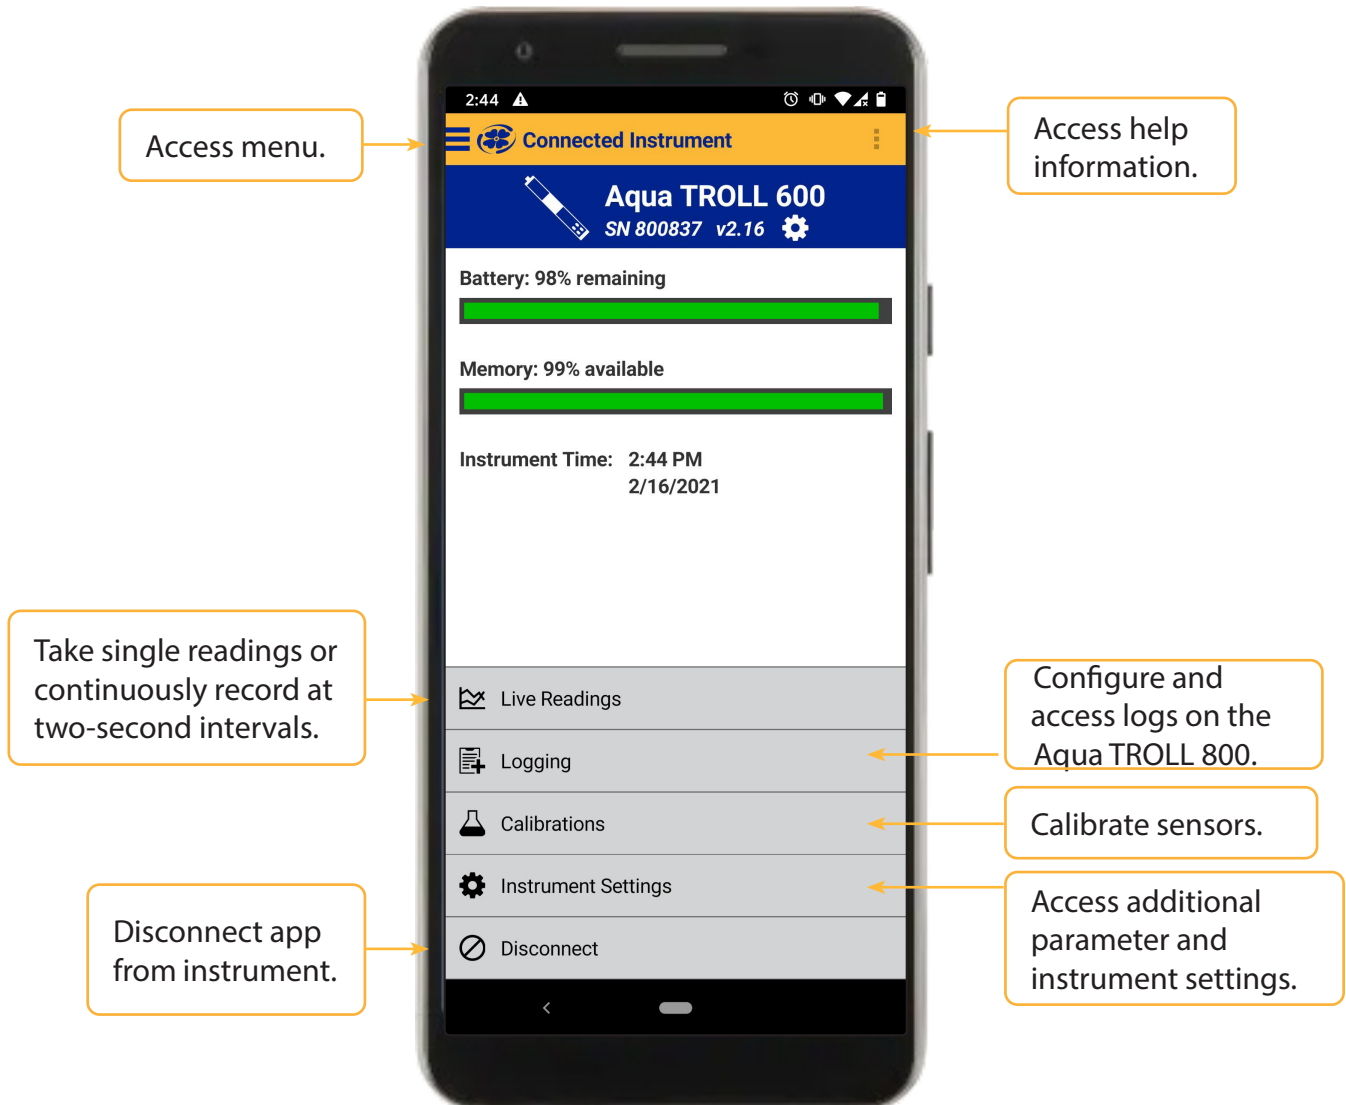 Access menu.
Access help
information.
2:44
Connected Instrument
Aqua TROLL 600
SN 800837 v2.16
Battery: 98% remaining
Memory: 99% available
Instrument Time: 2:44 PM
2/16/2021
Take single readings or
continuously record at
two-second intervals.
Live Readings
Configure and
access logs on the
Aqua TROLL 800.
Logging
Calibrations
Calibrate sensors.
Instrument Settings
Access additional
parameter and
instrument settings.
Disconnect app
from instrument.
Disconnect